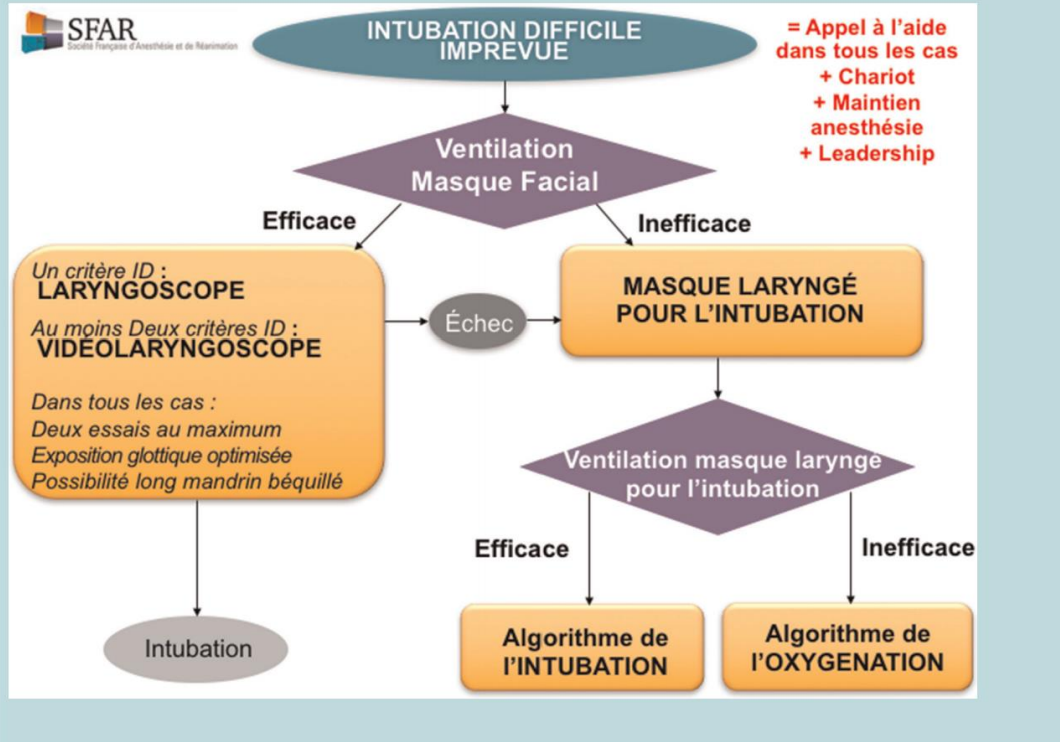 SFAR
Société Française d'Anesthésie et de Réanimation
INTUBATION DIFFICILE
IMPREVUE
= Appel à l'aide
dans tous les cas
+ Chariot
+ Maintien
anesthésie
+ Leadership
Ventilation
Masque Facial
Efficace
Inefficace
Un critère ID :
LARYNGOSCOPE
Au moins Deux critères ID :
VIDÉOLARYNGOSCOPE
Dans tous les cas :
Deux essais au maximum
Exposition glottique optimisée
Possibilité long mandrin béquillé
Échec
MASQUE LARYNGÉ
POUR L'INTUBATION
Ventilation masque laryngé
pour l'intubation
Efficace
Inefficace
Intubation
Algorithme de
l'INTUBATION
Algorithme de
l'OXYGENATION